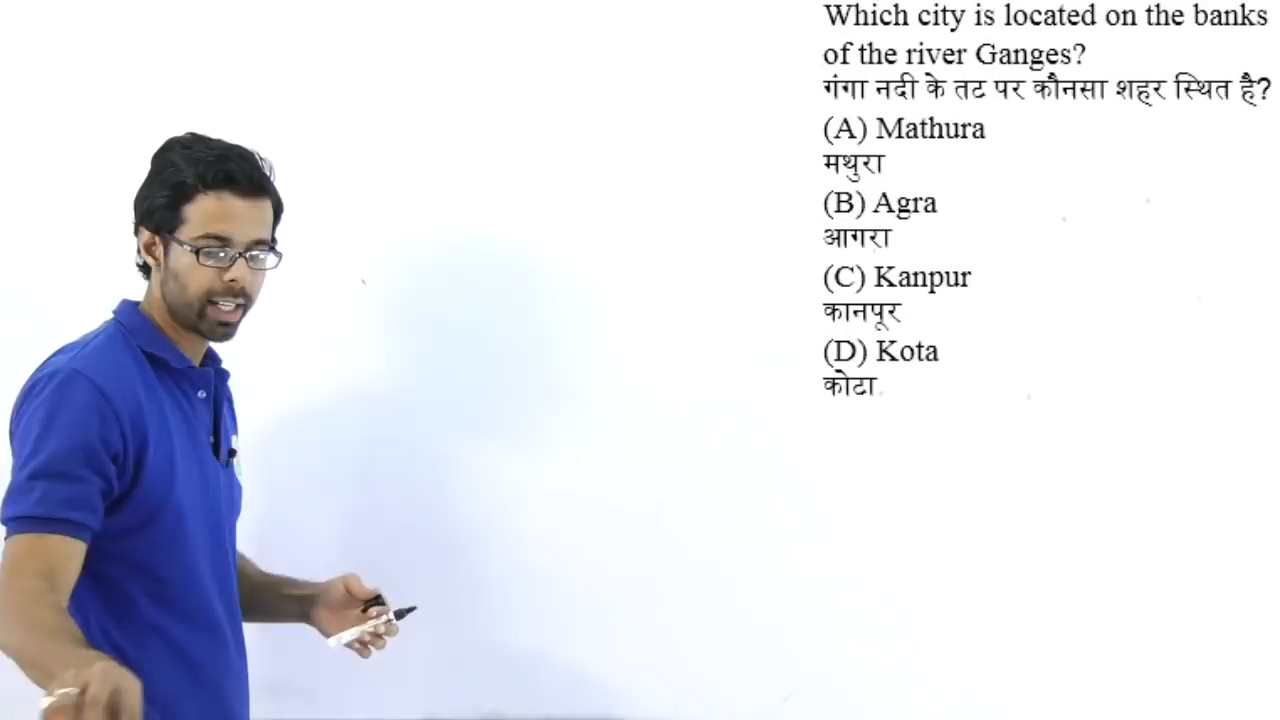 Which city is located on the banks
of the river Ganges?
गंगा नदी के तट पर कौनसा शहर स्थित है?
(A) Mathura
मथुरा
(B) Agra
आगरा
(C) Kanpur
कानपूर
(D) Kota
कोटा